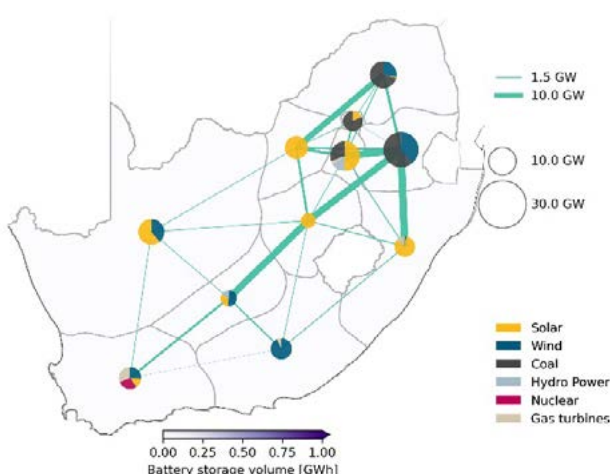 1.5 GW
10.0 GW
10.0 GW
30.0 GW
Solar
Wind
Coal
Hydro Power
Nuclear
Gas turbines
0.00 0.25 0.50 0.75 1.00
Battery storage volume [GWh]